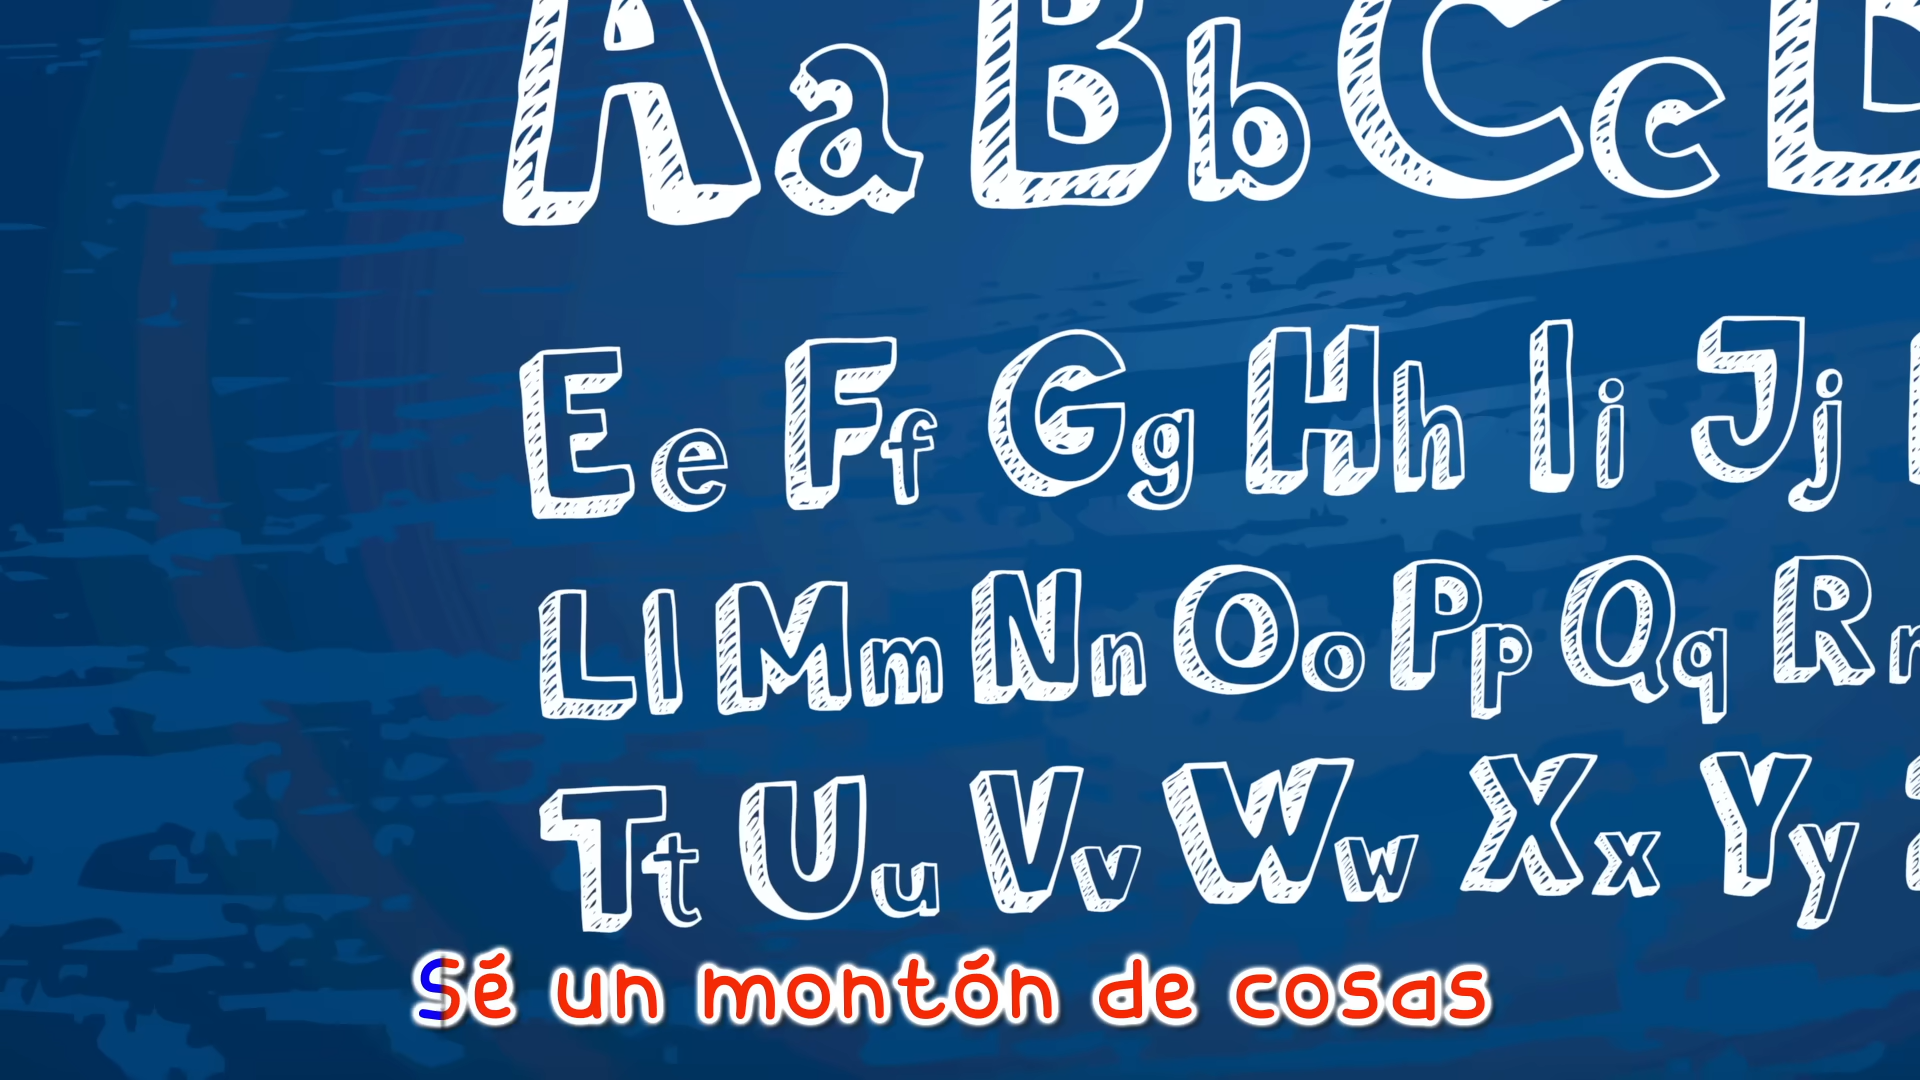 Aa Bb Cc D
Ee Ff Gg Hh Ii Jj
Ll Mm Nn Oo Pp Qq Rr
Tt Uu Vv Ww Xx Yy
Sé un montón de cosas